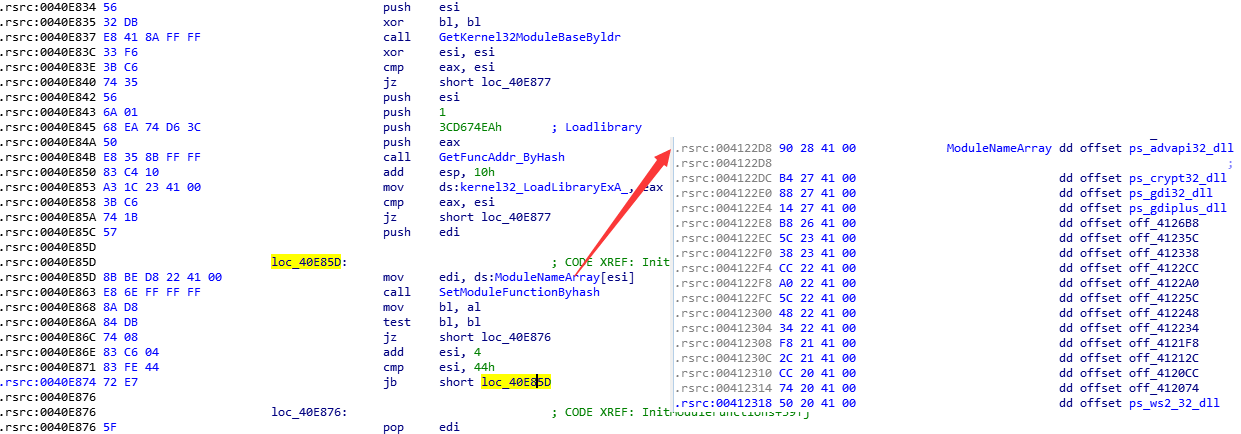 .rsrc:0040E834 56 push esi
.rsrc:0040E835 32 DB xor bl, bl
.rsrc:0040E837 E8 41 8A FF FF call GetKernel32ModuleBaseByldr
.rsrc:0040E83C 33 F6 xor esi, esi
.rsrc:0040E83E 3B C6 cmp eax, esi
.rsrc:0040E840 74 35 jz short loc_40E877
.rsrc:0040E842 56 push esi
.rsrc:0040E843 6A 01 push 1
.rsrc:0040E845 68 EA 74 D6 3C push 3CD674EAh ; Loadlibrary
.rsrc:0040E84A 50 push eax
.rsrc:0040E84B E8 35 8B FF FF call GetFuncAddr_ByHash
.rsrc:0040E850 83 C4 10 add esp, 10h
.rsrc:0040E853 A3 1C 23 41 00 mov ds:kernel32_LoadLibraryExA_, eax
.rsrc:0040E858 3B C6 cmp eax, esi
.rsrc:0040E85A 74 1B jz short loc_40E877
.rsrc:0040E85C 57 push edi
.rsrc:0040E85D
.rsrc:0040E85D loc_40E85D: ; CODE XREF: Init
.rsrc:0040E85D 8B BE D8 22 41 00 mov edi, ds:ModuleNameArray[esi]
.rsrc:0040E863 E8 6E FF FF FF call SetModuleFunctionByhash
.rsrc:0040E868 8A D8 mov bl, al
.rsrc:0040E86A 84 DB test bl, bl
.rsrc:0040E86C 74 08 jz short loc_40E876
.rsrc:0040E86E 83 C6 04 add esi, 4
.rsrc:0040E871 83 FE 44 cmp esi, 44h
.rsrc:0040E874 72 E7 jb short loc_40E85D
.rsrc:0040E876
.rsrc:0040E876 loc_40E876: ; CODE XREF:
.rsrc:0040E876 5F pop edi
.rsrc:004122D8 90 28 41 00 ModuleNameArray dd offset ps_advapi32_dll
.rsrc:004122D8 ;
.rsrc:004122DC B4 27 41 00 dd offset ps_crypt32_dll
.rsrc:004122E0 88 27 41 00 dd offset ps_gdi32_dll
.rsrc:004122E4 14 27 41 00 dd offset ps_gdiplus_dll
.rsrc:004122E8 B8 26 41 00 dd offset off_4126B8
.rsrc:004122EC 5C 23 41 00 dd offset off_41235C
.rsrc:004122F0 38 23 41 00 dd offset off_412338
.rsrc:004122F4 CC 22 41 00 dd offset off_4122CC
.rsrc:004122F8 A0 22 41 00 dd offset off_4122A0
.rsrc:004122FC 5C 22 41 00 dd offset off_41225C
.rsrc:00412300 48 22 41 00 dd offset off_412248
.rsrc:00412304 34 22 41 00 dd offset off_412234
.rsrc:00412308 F8 21 41 00 dd offset off_4121F8
.rsrc:0041230C 2C 21 41 00 dd offset off_41212C
.rsrc:00412310 CC 20 41 00 dd offset off_4120CC
.rsrc:00412314 74 20 41 00 dd offset off_412074
.rsrc:00412318 50 20 41 00 dd offset ps_ws2_32_dll